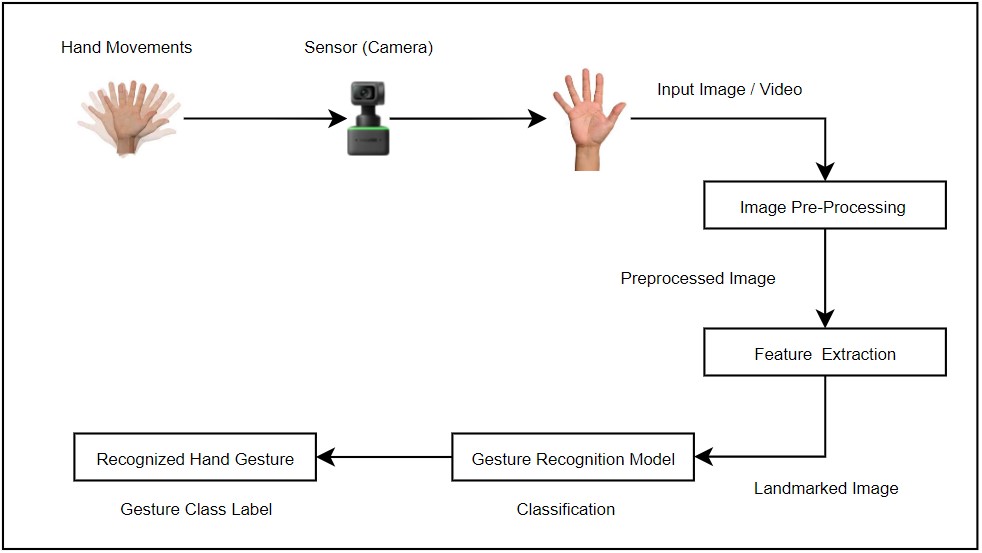 Hand Movements
Sensor (Camera)
Input Image / Video
Image Pre-Processing
Preprocessed Image
Feature Extraction
Landmarked Image
Gesture Recognition Model
Classification
Recognized Hand Gesture
Gesture Class Label